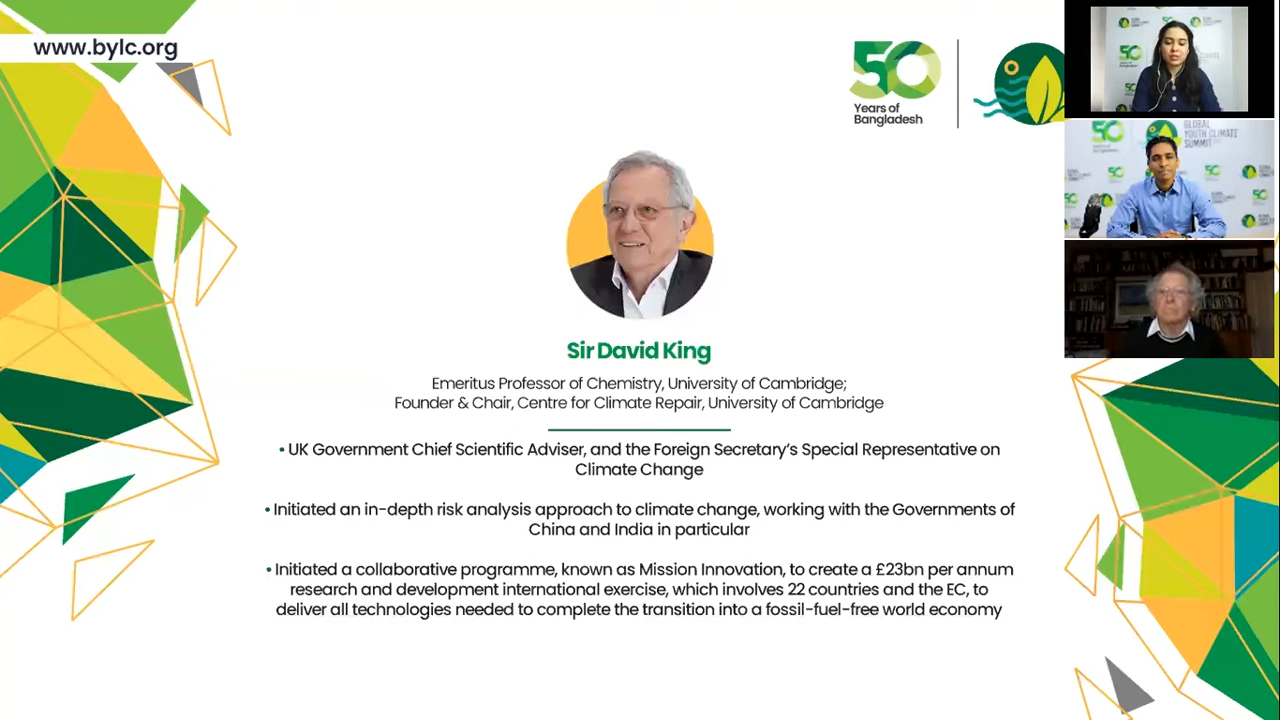 www.bylc.org
50
Years of
Bangladesh
50
GLOBAL
YOUTH CLIMATE
SUMMIT
Sir David King
Emeritus Professor of Chemistry, University of Cambridge;
Founder & Chair, Centre for Climate Repair, University of Cambridge
• UK Government Chief Scientific Adviser, and the Foreign Secretary's Special Representative on
Climate Change
• Initiated an in-depth risk analysis approach to climate change, working with the Governments of
China and India in particular
• Initiated a collaborative programme, known as Mission Innovation, to create a £23bn per annum
research and development international exercise, which involves 22 countries and the EC, to
deliver all technologies needed to complete the transition into a fossil-fuel-free world economy